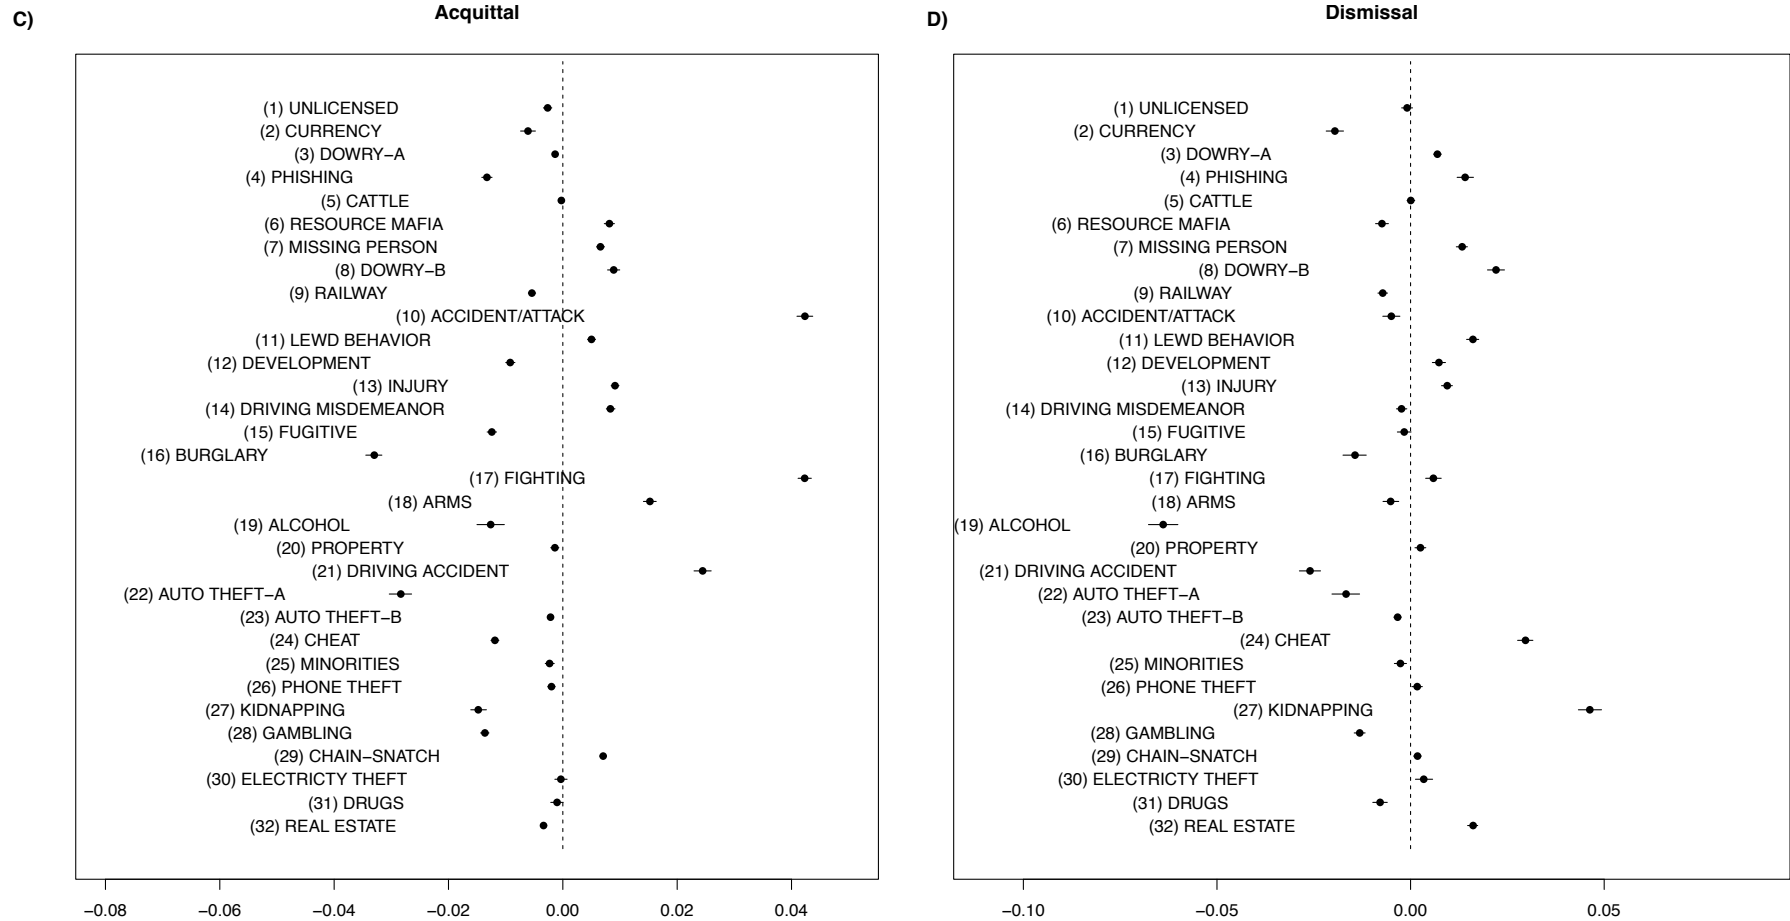 C)
Acquittal
(1) UNLICENSED
(2) CURRENCY
(3) DOWRY−A
(4) PHISHING
(5) CATTLE
(6) RESOURCE MAFIA
(7) MISSING PERSON
(8) DOWRY−B
(9) RAILWAY
(10) ACCIDENT/ATTACK
(11) LEWD BEHAVIOR
(12) DEVELOPMENT
(13) INJURY
(14) DRIVING MISDEMEANOR
(15) FUGITIVE
(16) BURGLARY
(17) FIGHTING
(18) ARMS
(19) ALCOHOL
(20) PROPERTY
(21) DRIVING ACCIDENT
(22) AUTO THEFT−A
(23) AUTO THEFT−B
(24) CHEAT
(25) MINORITIES
(26) PHONE THEFT
(27) KIDNAPPING
(28) GAMBLING
(29) CHAIN−SNATCH
(30) ELECTRICTY THEFT
(31) DRUGS
(32) REAL ESTATE
−0.08 −0.06 −0.04 −0.02 0.00 0.02 0.04
D)
Dismissal
(1) UNLICENSED
(2) CURRENCY
(3) DOWRY−A
(4) PHISHING
(5) CATTLE
(6) RESOURCE MAFIA
(7) MISSING PERSON
(8) DOWRY−B
(9) RAILWAY
(10) ACCIDENT/ATTACK
(11) LEWD BEHAVIOR
(12) DEVELOPMENT
(13) INJURY
(14) DRIVING MISDEMEANOR
(15) FUGITIVE
(16) BURGLARY
(17) FIGHTING
(18) ARMS
(19) ALCOHOL
(20) PROPERTY
(21) DRIVING ACCIDENT
(22) AUTO THEFT−A
(23) AUTO THEFT−B
(24) CHEAT
(25) MINORITIES
(26) PHONE THEFT
(27) KIDNAPPING
(28) GAMBLING
(29) CHAIN−SNATCH
(30) ELECTRICTY THEFT
(31) DRUGS
(32) REAL ESTATE
−0.10 −0.05 0.00 0.05